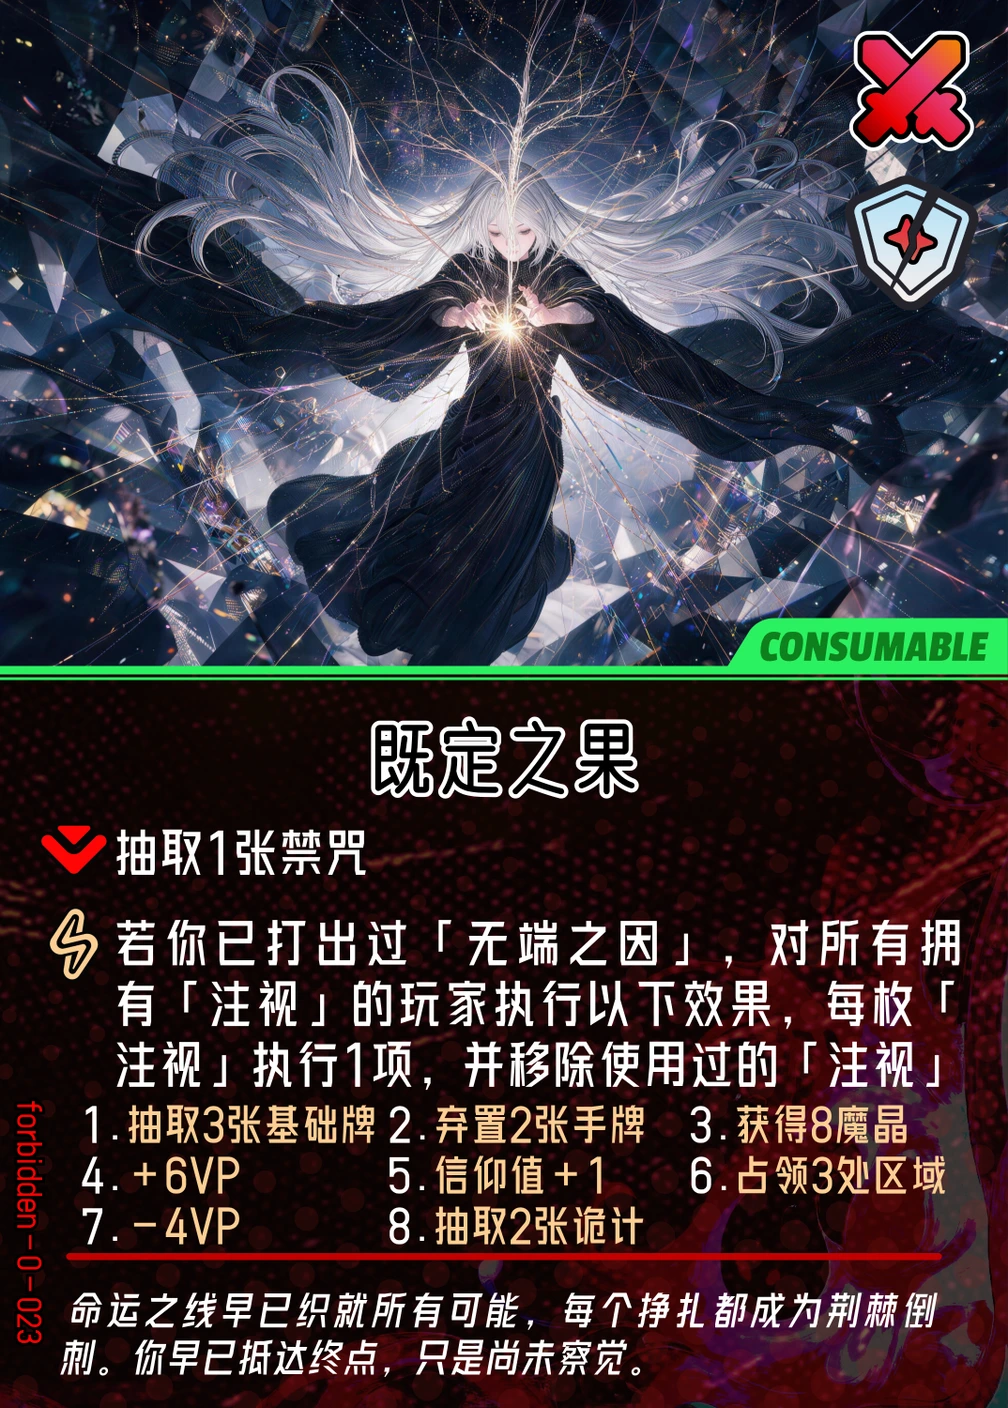 CONSUMABLE
既定之果
抽取1张禁咒
若你已打出过「无端之因」，对所有拥
有「注视」的玩家执行以下效果，每枚「
注视」执行1项，并移除使用过的「注视」
1.抽取3张基础牌 2.弃置2张手牌 3.获得8魔晶
4.+6VP 5.信仰值+1 6.占领3处区域
7.-4VP 8.抽取2张诡计
命运之线早已织就所有可能，每个挣扎都成为荆棘倒
刺。你早已抵达终点，只是尚未察觉。
forbidden-0-023